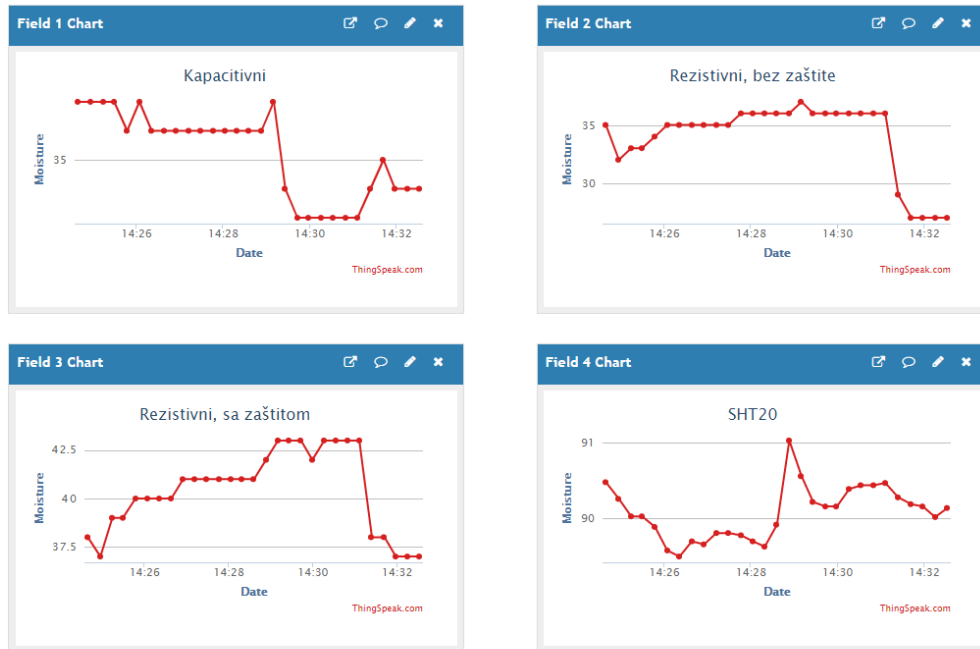 Field 1 Chart
Kapacitivni
Moisture
35
14:26 14:28 14:30 14:32
Date
ThingSpeak.com
Field 2 Chart
Rezistivni, bez zaštite
Moisture
35
30
14:26 14:28 14:30 14:32
Date
ThingSpeak.com
Field 3 Chart
Rezistivni, sa zaštitom
Moisture
42.5
40
37.5
14:26 14:28 14:30 14:32
Date
ThingSpeak.com
Field 4 Chart
SHT20
Moisture
91
90
14:26 14:28 14:30 14:32
Date
ThingSpeak.com